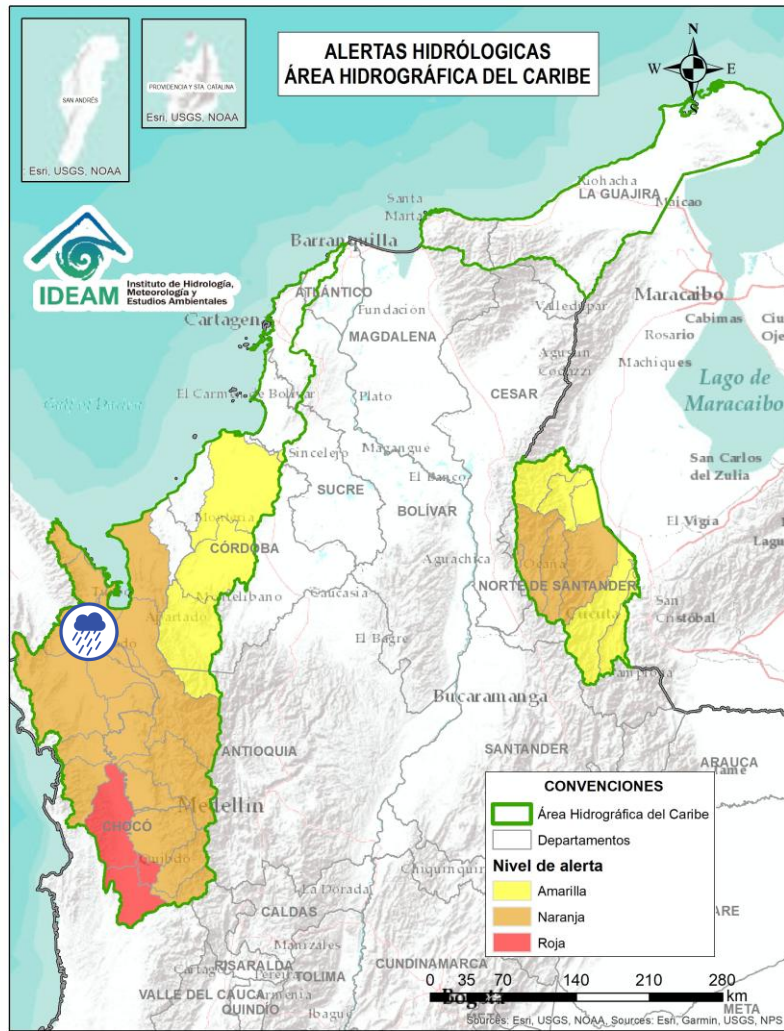 ALERTAS HIDRÓLOGICAS
ÁREA HIDROGRÁFICA DEL CARIBE
N
W
E
S
SAN ANDRÉS
Esri, USGS, NOAA
PROVIDENCIA Y STA. CATALINA
Esri, USGS, NOAA
IDEAM
Instituto de Hidrología,
Meteorología y
Estudios Ambientales
Riohacha
LA GUAJIRA
Maicao
Santa
Marta
Barranquilla
ATLÁNTICO
Fundación
Cartagena
MAGDALENA
Valledupar
Maracaibo
Cabimas
Rosario
Machiques
Agustín
Codazzi
CESAR
Lago de
Maracaibo
El Carmen de Bolívar
Plato
Sincelejo
Magangue
El Banco
SUCRE
BOLÍVAR
San Carlos
del Zulia
El Vigía
Montería
CÓRDOBA
Aguachica
Ocaña
NORTE DE SANTANDER
Montelibano
Caucasia
Cúcuta
San
Cristóbal
Apartado
El Bagre
Bucaramanga
ANTIOQUIA
SANTANDER
ARAUCA
Medellín
CHOCÓ
Quibdó
La Dorada
CALDAS
Manizales
RISARALDA
TOLIMA
CUNDINAMARCA
VALLE DEL CAUCA
QUINDÍO
Ibagué
Bogotá
META
META
CONVENCIONES
Área Hidrográfica del Caribe
Departamentos
Nivel de alerta
Amarilla
Naranja
Roja
0 35 70 140 210 280
km
Sources: Esri, USGS, NOAA, Sources: Esri, Garmin, USGS, NPS